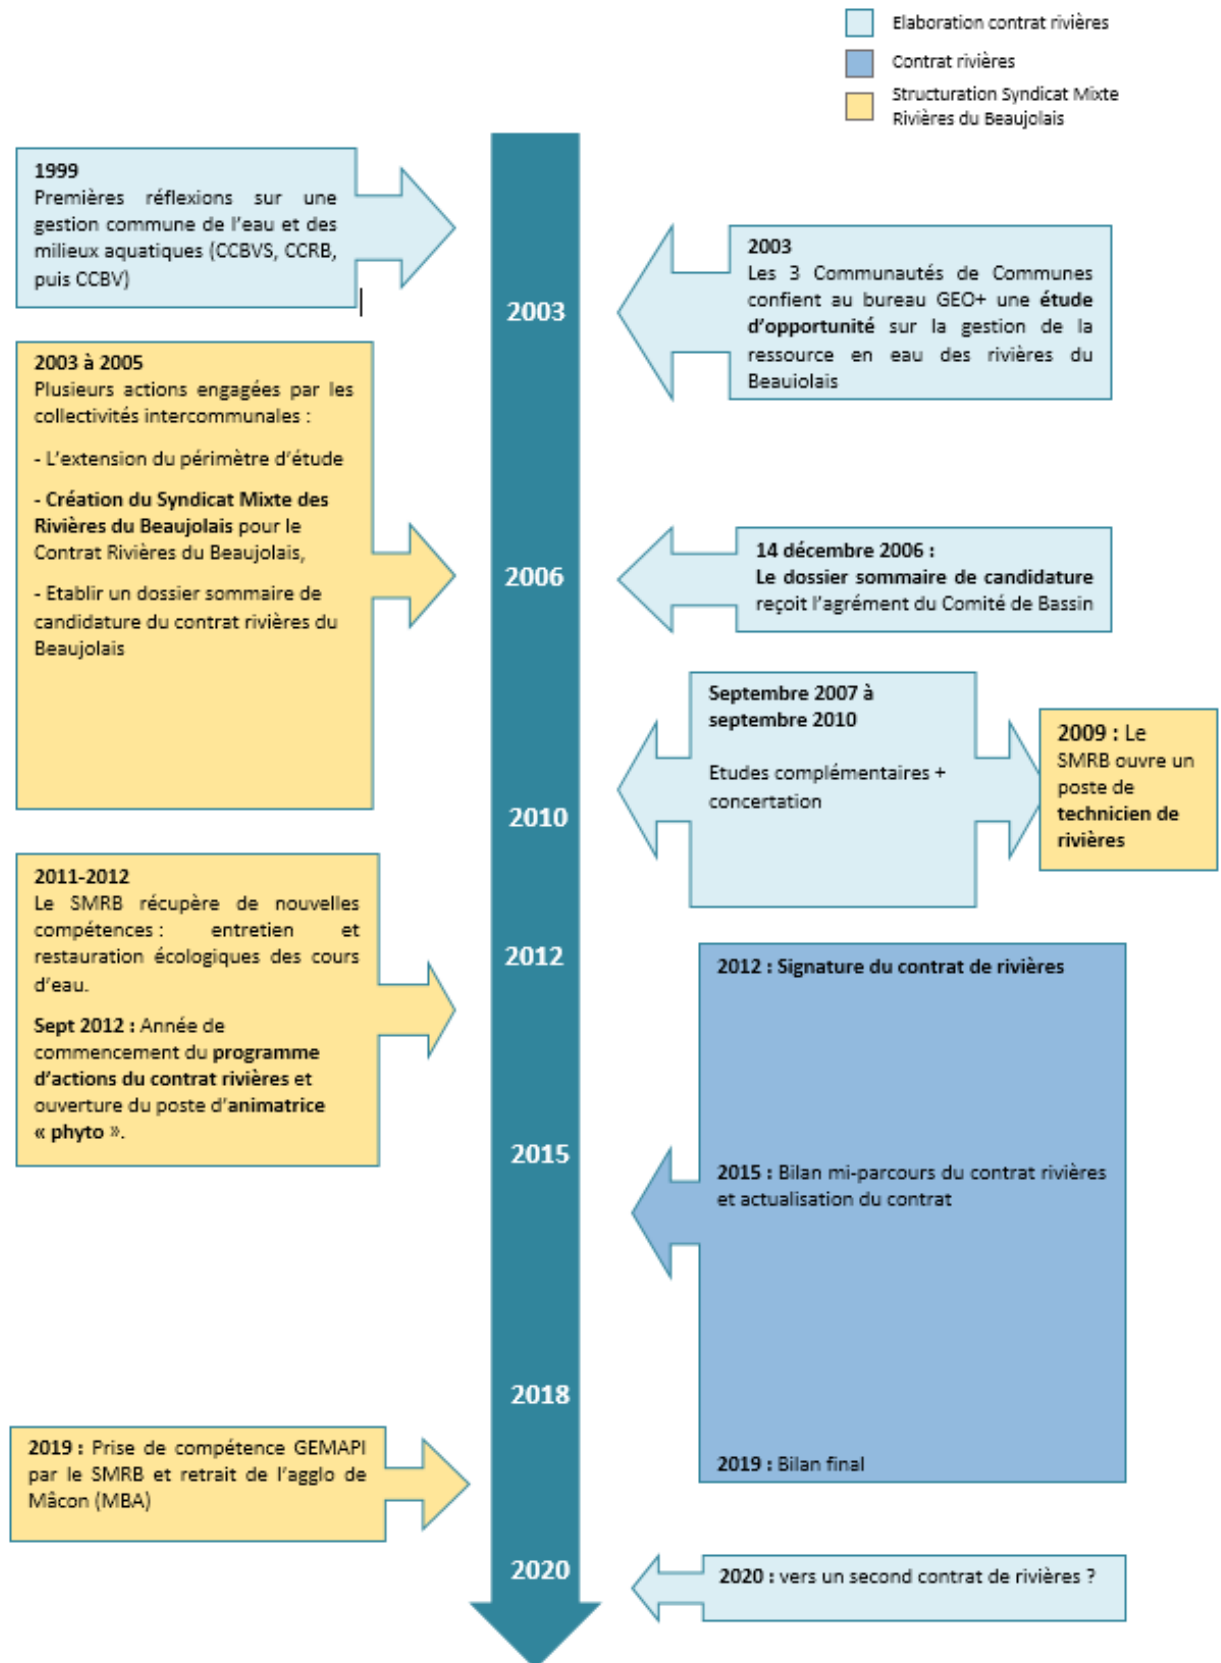 Elaboration contrat rivières
Contrat rivières
Structuration Syndicat Mixte
Rivières du Beaujolais
1999
Premières réflexions sur une
gestion commune de l'eau et des
milieux aquatiques (CCBVS, CCRB,
puis CCBV)
2003
2003
Les 3 Communautés de Communes
confient au bureau GEO+ une étude
d'opportunité sur la gestion de la
ressource en eau des rivières du
Beauiolais
2003 à 2005
Plusieurs actions engagées par les
collectivités intercommunales :
- L'extension du périmètre d'étude
- Création du Syndicat Mixte des
Rivières du Beaujolais pour le
Contrat Rivières du Beaujolais,
- Etablir un dossier sommaire de
candidature du contrat rivières du
Beaujolais
2006
14 décembre 2006 :
Le dossier sommaire de candidature
reçoit l'agrément du Comité de Bassin
Septembre 2007 à
septembre 2010
Etudes complémentaires +
concertation
2009 : Le
SMRB ouvre un
poste de
technicien de
rivières
2010
2011-2012
Le SMRB récupère de nouvelles
compétences : entretien et
restauration écologiques des cours
d'eau.
Sept 2012 : Année de
commencement du programme
d'actions du contrat rivières et
ouverture du poste d'animatrice
« phyto ».
2012
2012 : Signature du contrat de rivières
2015
2015 : Bilan mi-parcours du contrat rivières
et actualisation du contrat
2018
2019 : Bilan final
2019 : Prise de compétence GEMAPI
par le SMRB et retrait de l'agglo de
Mâcon (MBA)
2020
2020 : vers un second contrat de rivières ?